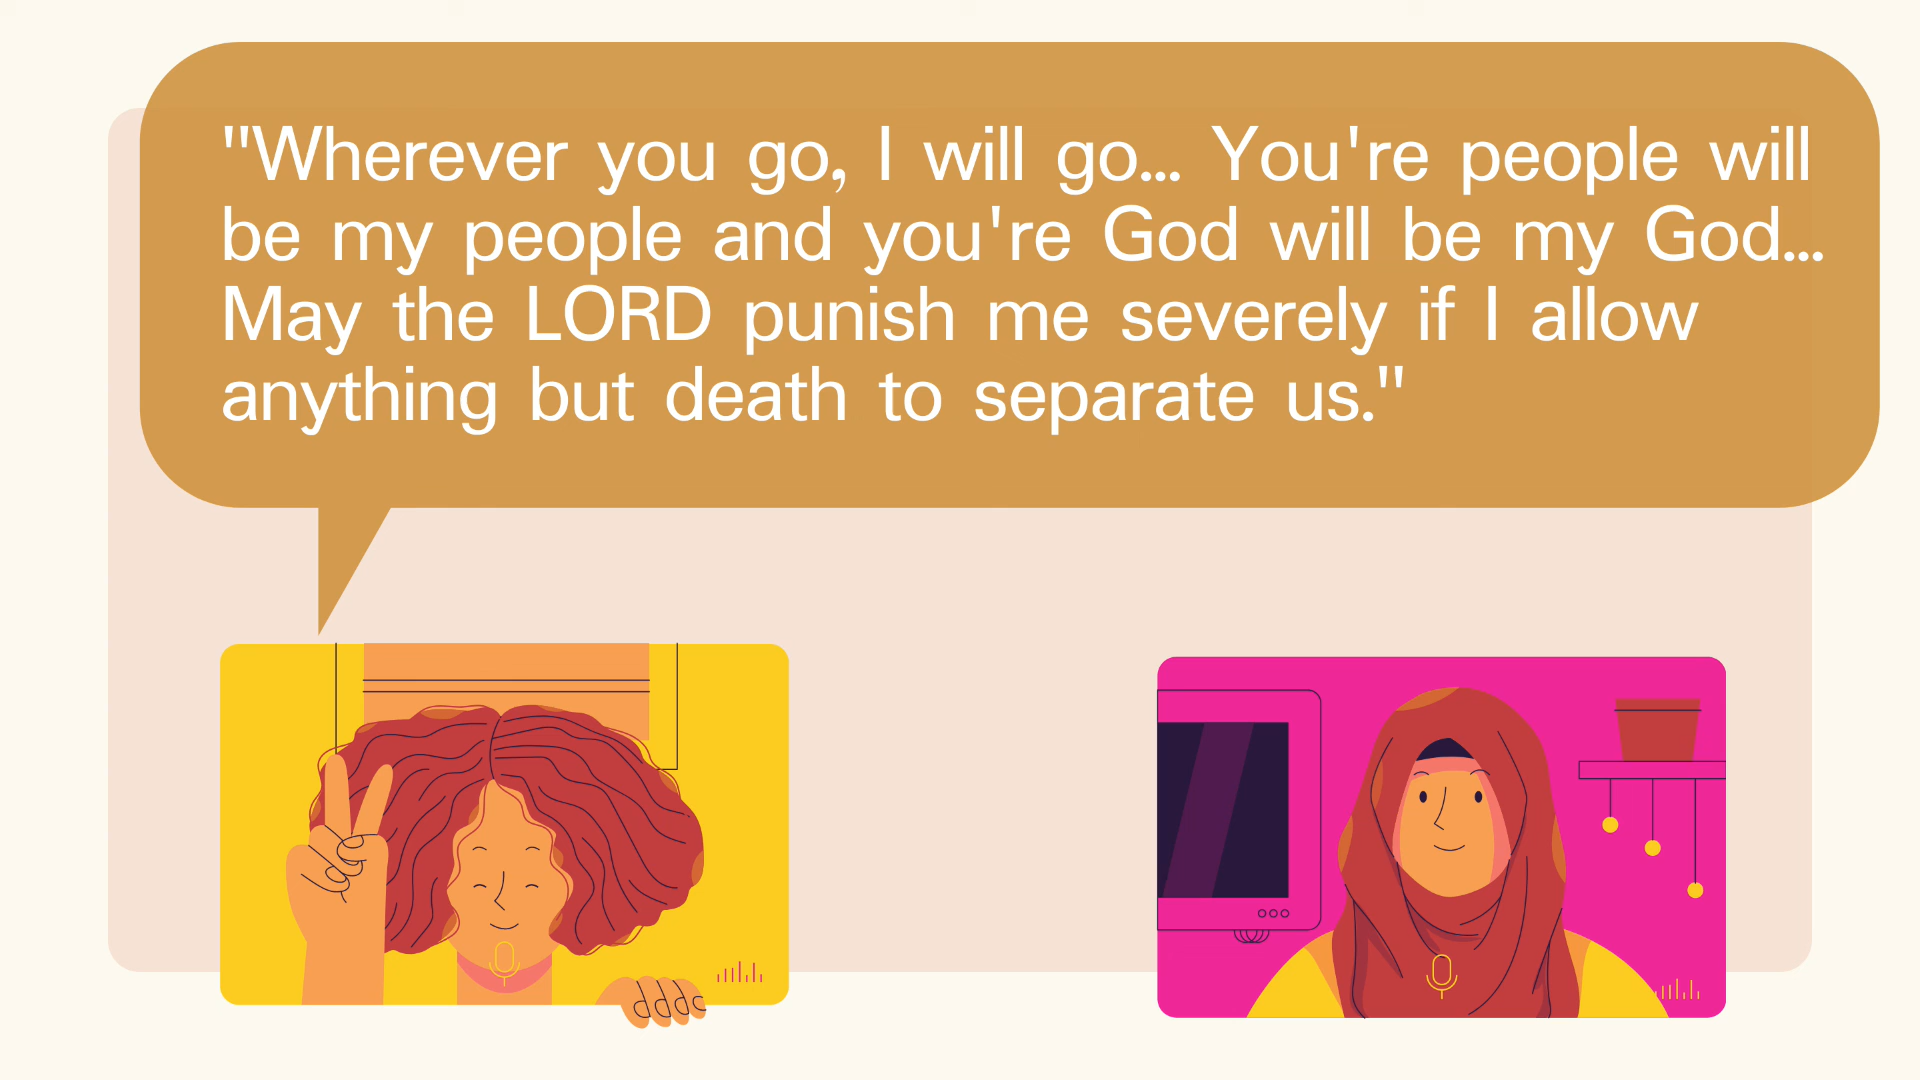 "Wherever you go, I will go... You're people will
be my people and you're God will be my God...
May the LORD punish me severely if I allow
anything but death to separate us."